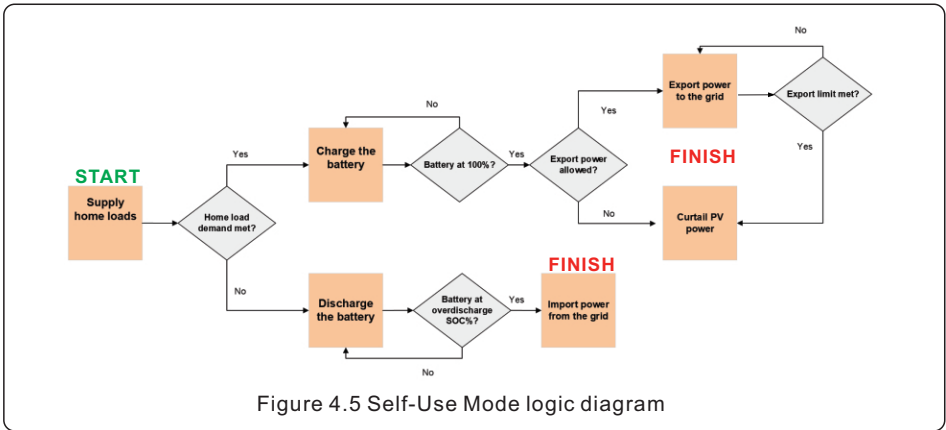 START
Supply
home loads
Home load
demand met?
Yes
Charge the
battery
No
Battery at 100%?
Yes
Export power
allowed?
Yes
Export power
to the grid
No
Export limit met?
Yes
FINISH
No
Curtail PV
power
No
Discharge
the battery
Battery at
overdischarge
SOC%?
No
Yes
FINISH
Import power
from the grid
Figure 4.5 Self-Use Mode logic diagram